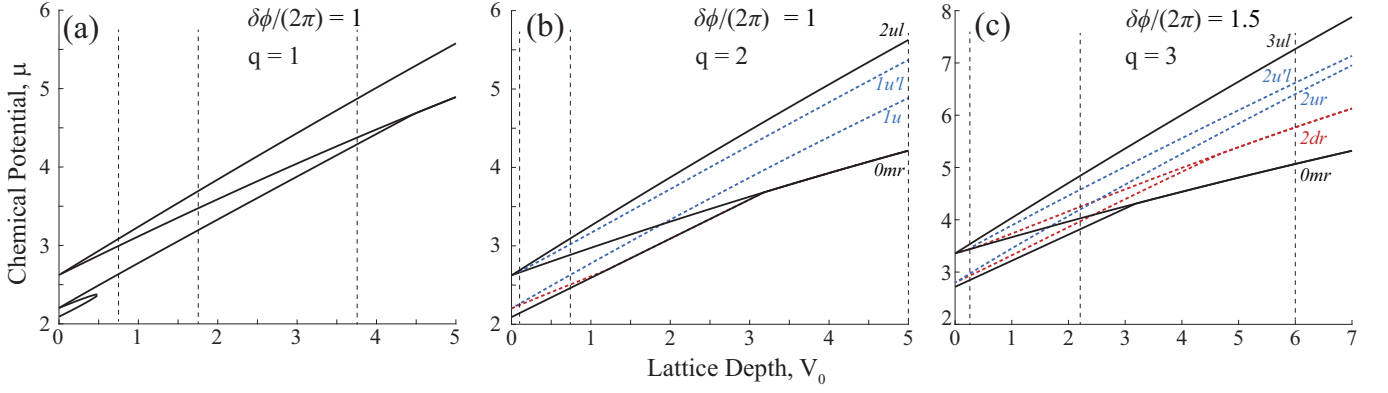 (a)
δϕ/(2π) = 1
q = 1
6
5
4
3
2
0
1
2
3
4
5
Chemical Potential, μ
(b)
δϕ/(2π) = 1
q = 2
2ul
1u'l
1u
0mr
6
5
4
3
2
0
1
2
3
4
5
Lattice Depth, V₀
(c)
δϕ/(2π) = 1.5
q = 3
3ul
2u'l
2ur
2dr
0mr
8
7
6
5
4
3
2
0
1
2
3
4
5
6
7